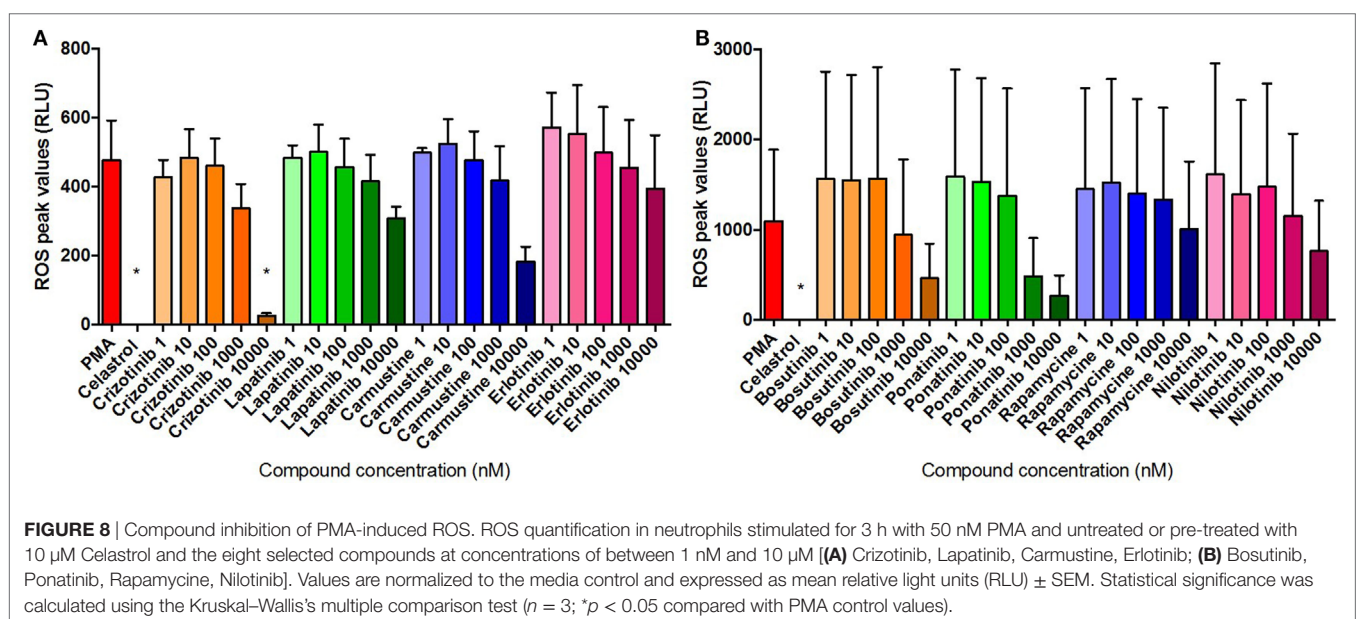 A
800
600
400
200
0
ROS peak values (RLU)
*
*
PMA
Celastrol
Crizotinib 1
Crizotinib 10
Crizotinib 100
Crizotinib 1000
Crizotinib 10000
Lapatinib 1
Lapatinib 10
Lapatinib 100
Lapatinib 1000
Lapatib 10000
Carmustine 1
Carmustine 10
Carmustine 100
Carmustine 1000
Carmustine 10000
Erlotinib 1
Erlotinib 10
Erlotinib 100
Erlotinib 1000
Erlotinib 10000
Compound concentration (nM)
B
3000
2000
1000
0
ROS peak values (RLU)
*
PMA
Celastrol
Bosutinib 1
Bosutinib 10
Bosutinib 100
Bosutinib 1000
Bosutinib 10000
Ponatinib 1
Ponatinib 10
Ponatinib 100
Ponatinib 1000
Ponatinib 10000
Rapamycine 1
Rapamycine 10
Rapamycine 100
Rapamycine 1000
Rapamycine 10000
Nilotinib 1
Nilotinib 10
Nilotinib 100
Nilotinib 1000
Nilotinib 10000
Compound concentration (nM)
FIGURE 8 | Compound inhibition of PMA-induced ROS. ROS quantification in neutrophils stimulated for 3 h with 50 nM PMA and untreated or pre-treated with
10 µM Celastrol and the eight selected compounds at concentrations of between 1 nM and 10 µM [(A) Crizotinib, Lapatinib, Carmustine, Erlotinib; (B) Bosutinib,
Ponatinib, Rapamycine, Nilotinib]. Values are normalized to the media control and expressed as mean relative light units (RLU) ± SEM. Statistical significance was
calculated using the Kruskal–Wallis's multiple comparison test (n = 3; *p < 0.05 compared with PMA control values).